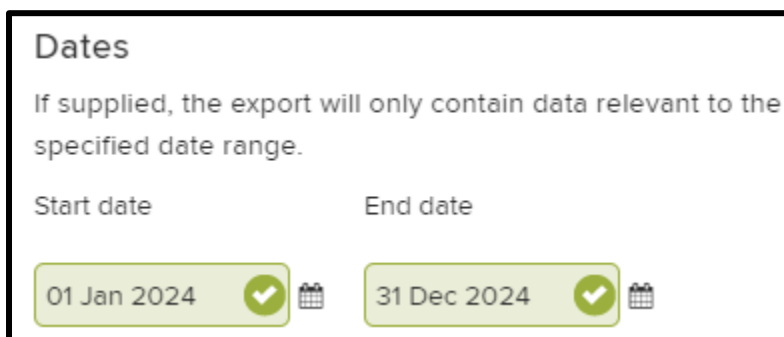 Dates
If supplied, the export will only contain data relevant to the
specified date range.
Start date End date
01 Jan 2024 31 Dec 2024